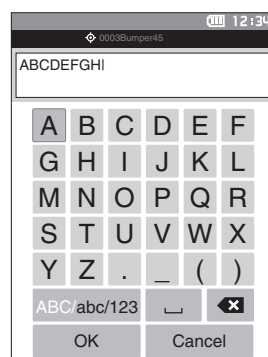 12:34
0003Bumper45
ABCDEFGHI
A B C D E F
G H I J K L
M N O P Q R
S T U V W X
Y Z . _ ( )
ABC/abc/123
OK Cancel